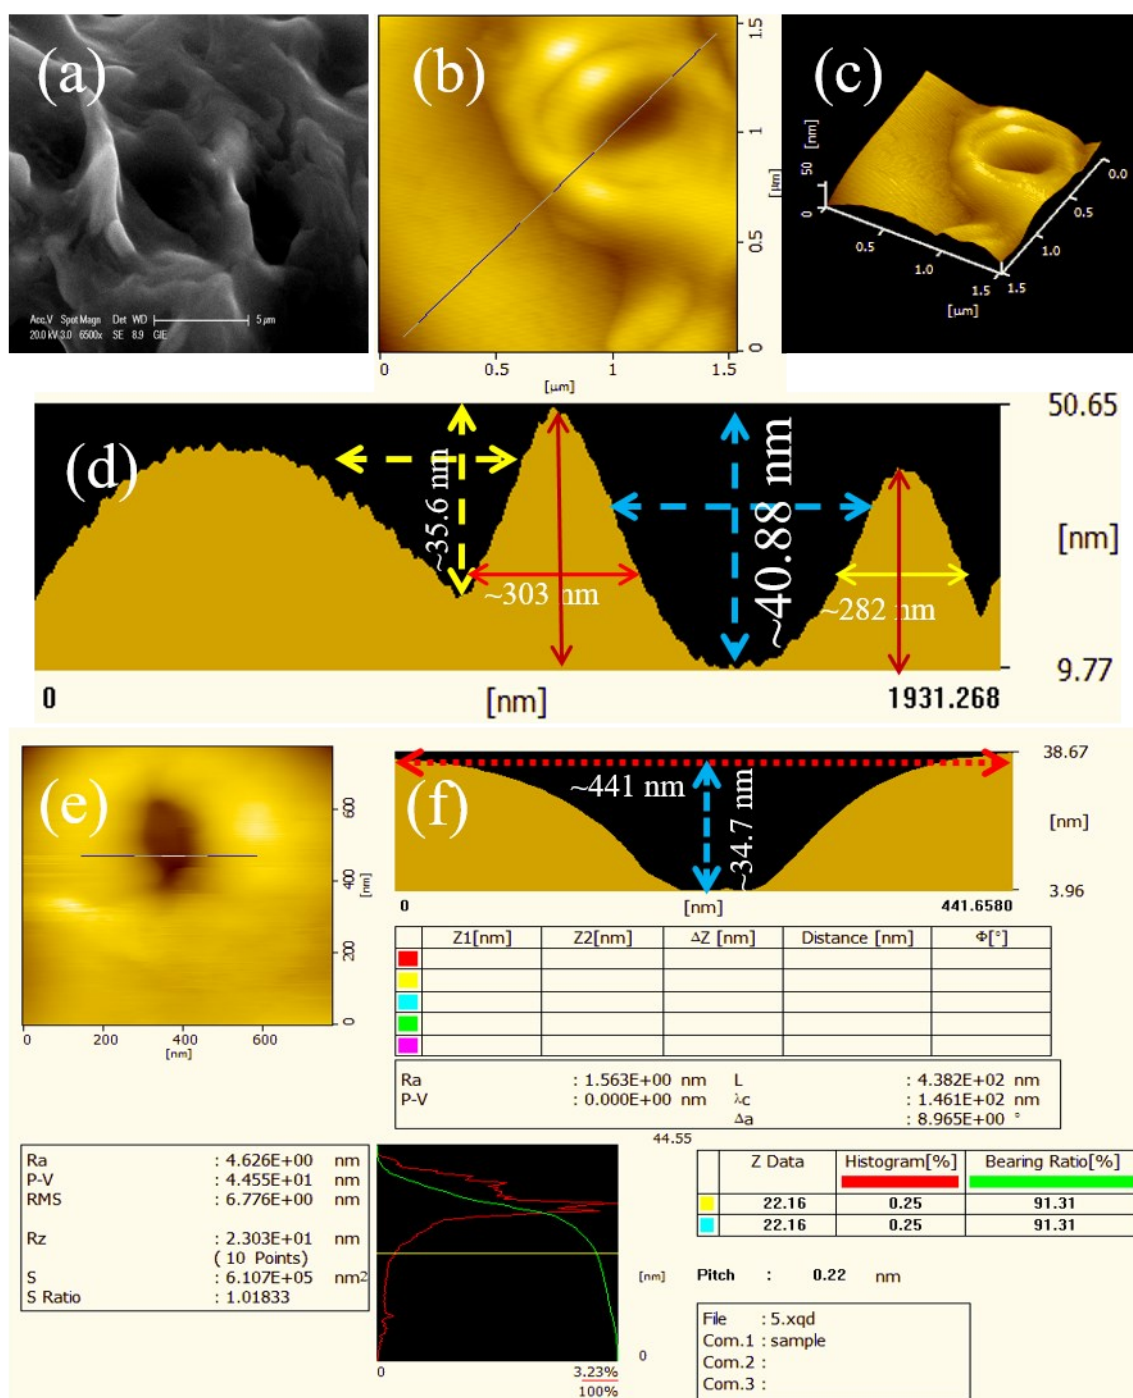 (a)
Acc.V Spot Magn Det WD 5 µm
20.0 kV 3.0 6500x SE 8.9 GIE
(b)
1.5
1
[µm]
0.5
0
0 0.5 1 1.5
[µm]
(c)
[nm]
50
0
0.0
0.5
0.5
1.0
1.0
1.5
1.5
[µm]
(d)
50.65
~35.6 nm
~40.88 nm
[nm]
~303 nm
~282 nm
9.77
0 [nm] 1931.268
(e)
600
400
[nm]
200
0
0 200 400 600
[nm]
(f)
38.67
~441 nm
~34.7 nm
[nm]
3.96
0 [nm] 441.6580
Z1[nm] Z2[nm] ΔZ [nm] Distance [nm] Φ[°]
Ra : 1.563E+00 nm L : 4.382E+02 nm
P-V : 0.000E+00 nm λc : 1.461E+02 nm
Δa : 8.965E+00 °
Ra : 4.626E+00 nm
P-V : 4.455E+01 nm
RMS : 6.776E+00 nm
Rz : 2.303E+01 nm
( 10 Points)
S : 6.107E+05 nm2
S Ratio : 1.01833
44.55
[nm]
0
0 3.23%
100%
Z Data Histogram[%] Bearing Ratio[%]
22.16 0.25 91.31
22.16 0.25 91.31
Pitch : 0.22 nm
File : 5.xqd
Com.1 : sample
Com.2 :
Com.3 :